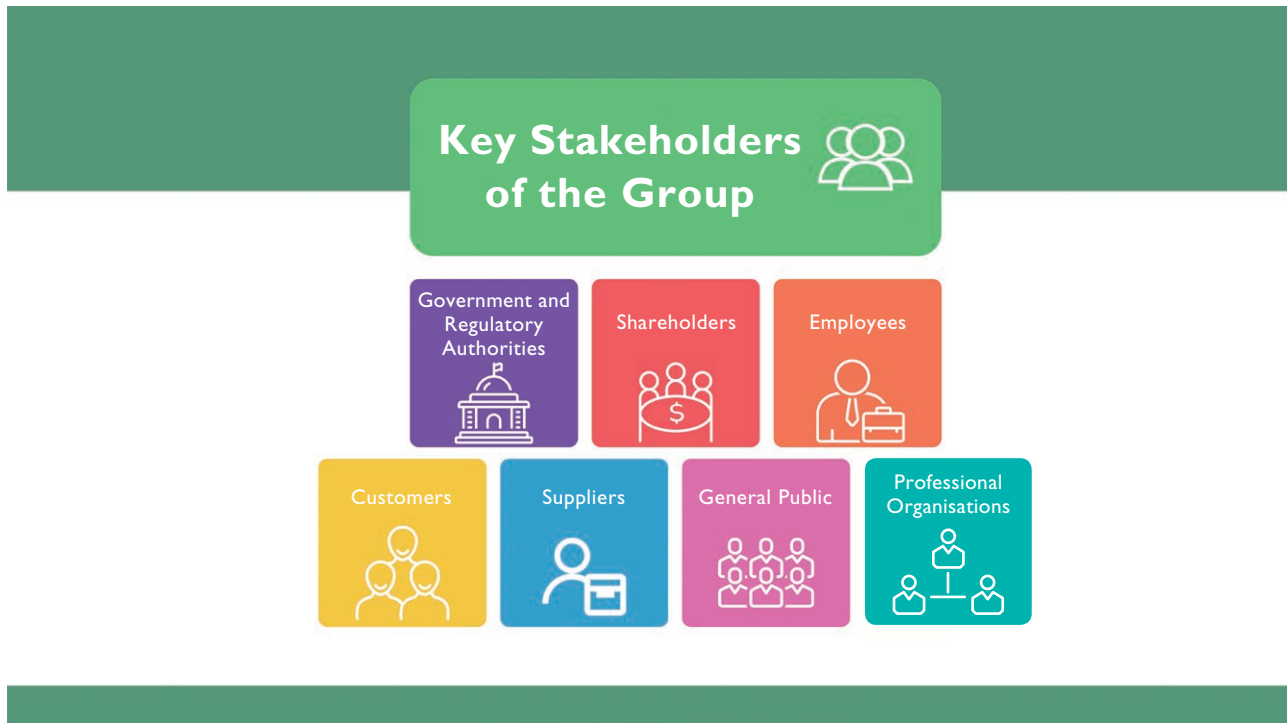 Key Stakeholders
of the Group
Government and
Regulatory
Authorities
Shareholders
Employees
$
Customers
Suppliers
General Public
Professional
Organisations